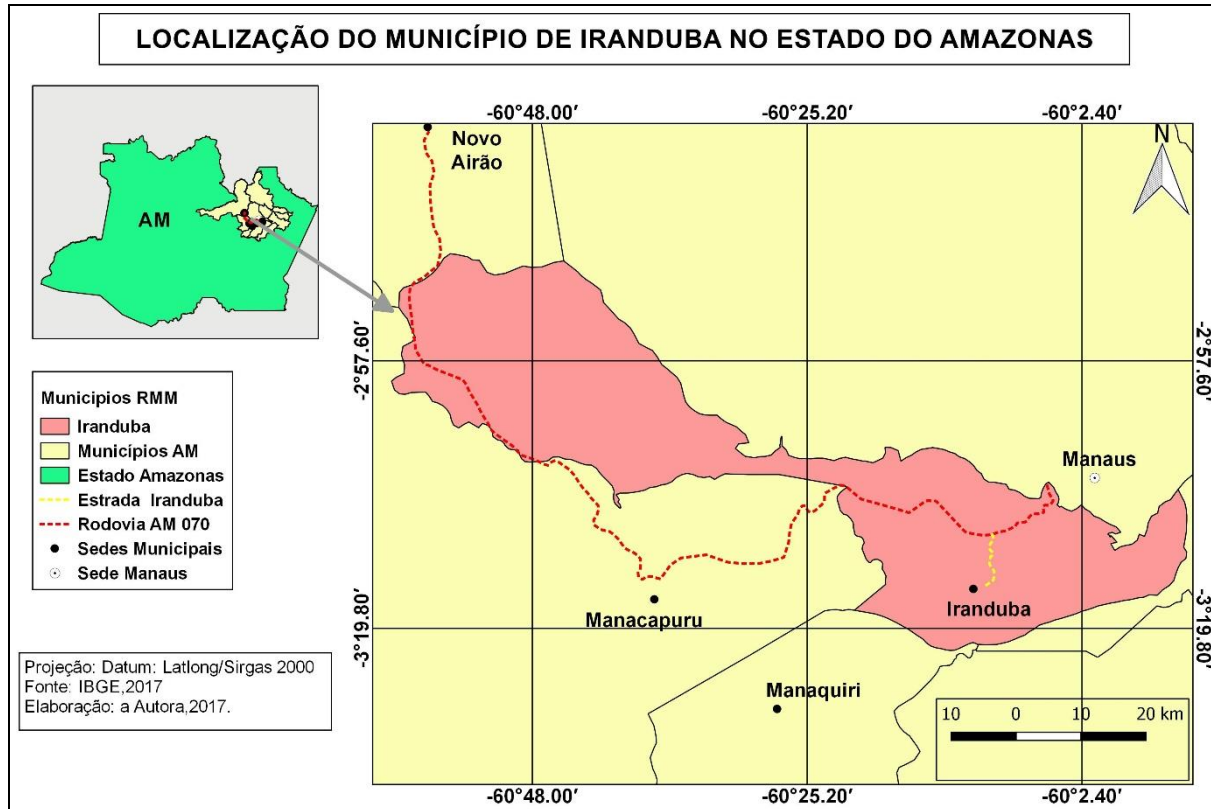 LOCALIZAÇÃO DO MUNICÍPIO DE IRANDUBA NO ESTADO DO AMAZONAS
AM
Municipios RMM
Iranduba
Municípios AM
Estado Amazonas
Estrada Iranduba
Rodovia AM 070
Sedes Municipais
Sede Manaus
Projeção: Datum: Latlong/Sirgas 2000
Fonte: IBGE,2017
Elaboração: a Autora,2017.
-60°48.00′
-60°25.20′
-60°2.40′
N
Novo
Airão
-2°57.60′
-2°57.60′
Manaus
Iranduba
Manacapuru
-3°19.80′
-3°19.80′
Manaquiri
10 0 10 20 km
-60°48.00′
-60°25.20′
-60°2.40′